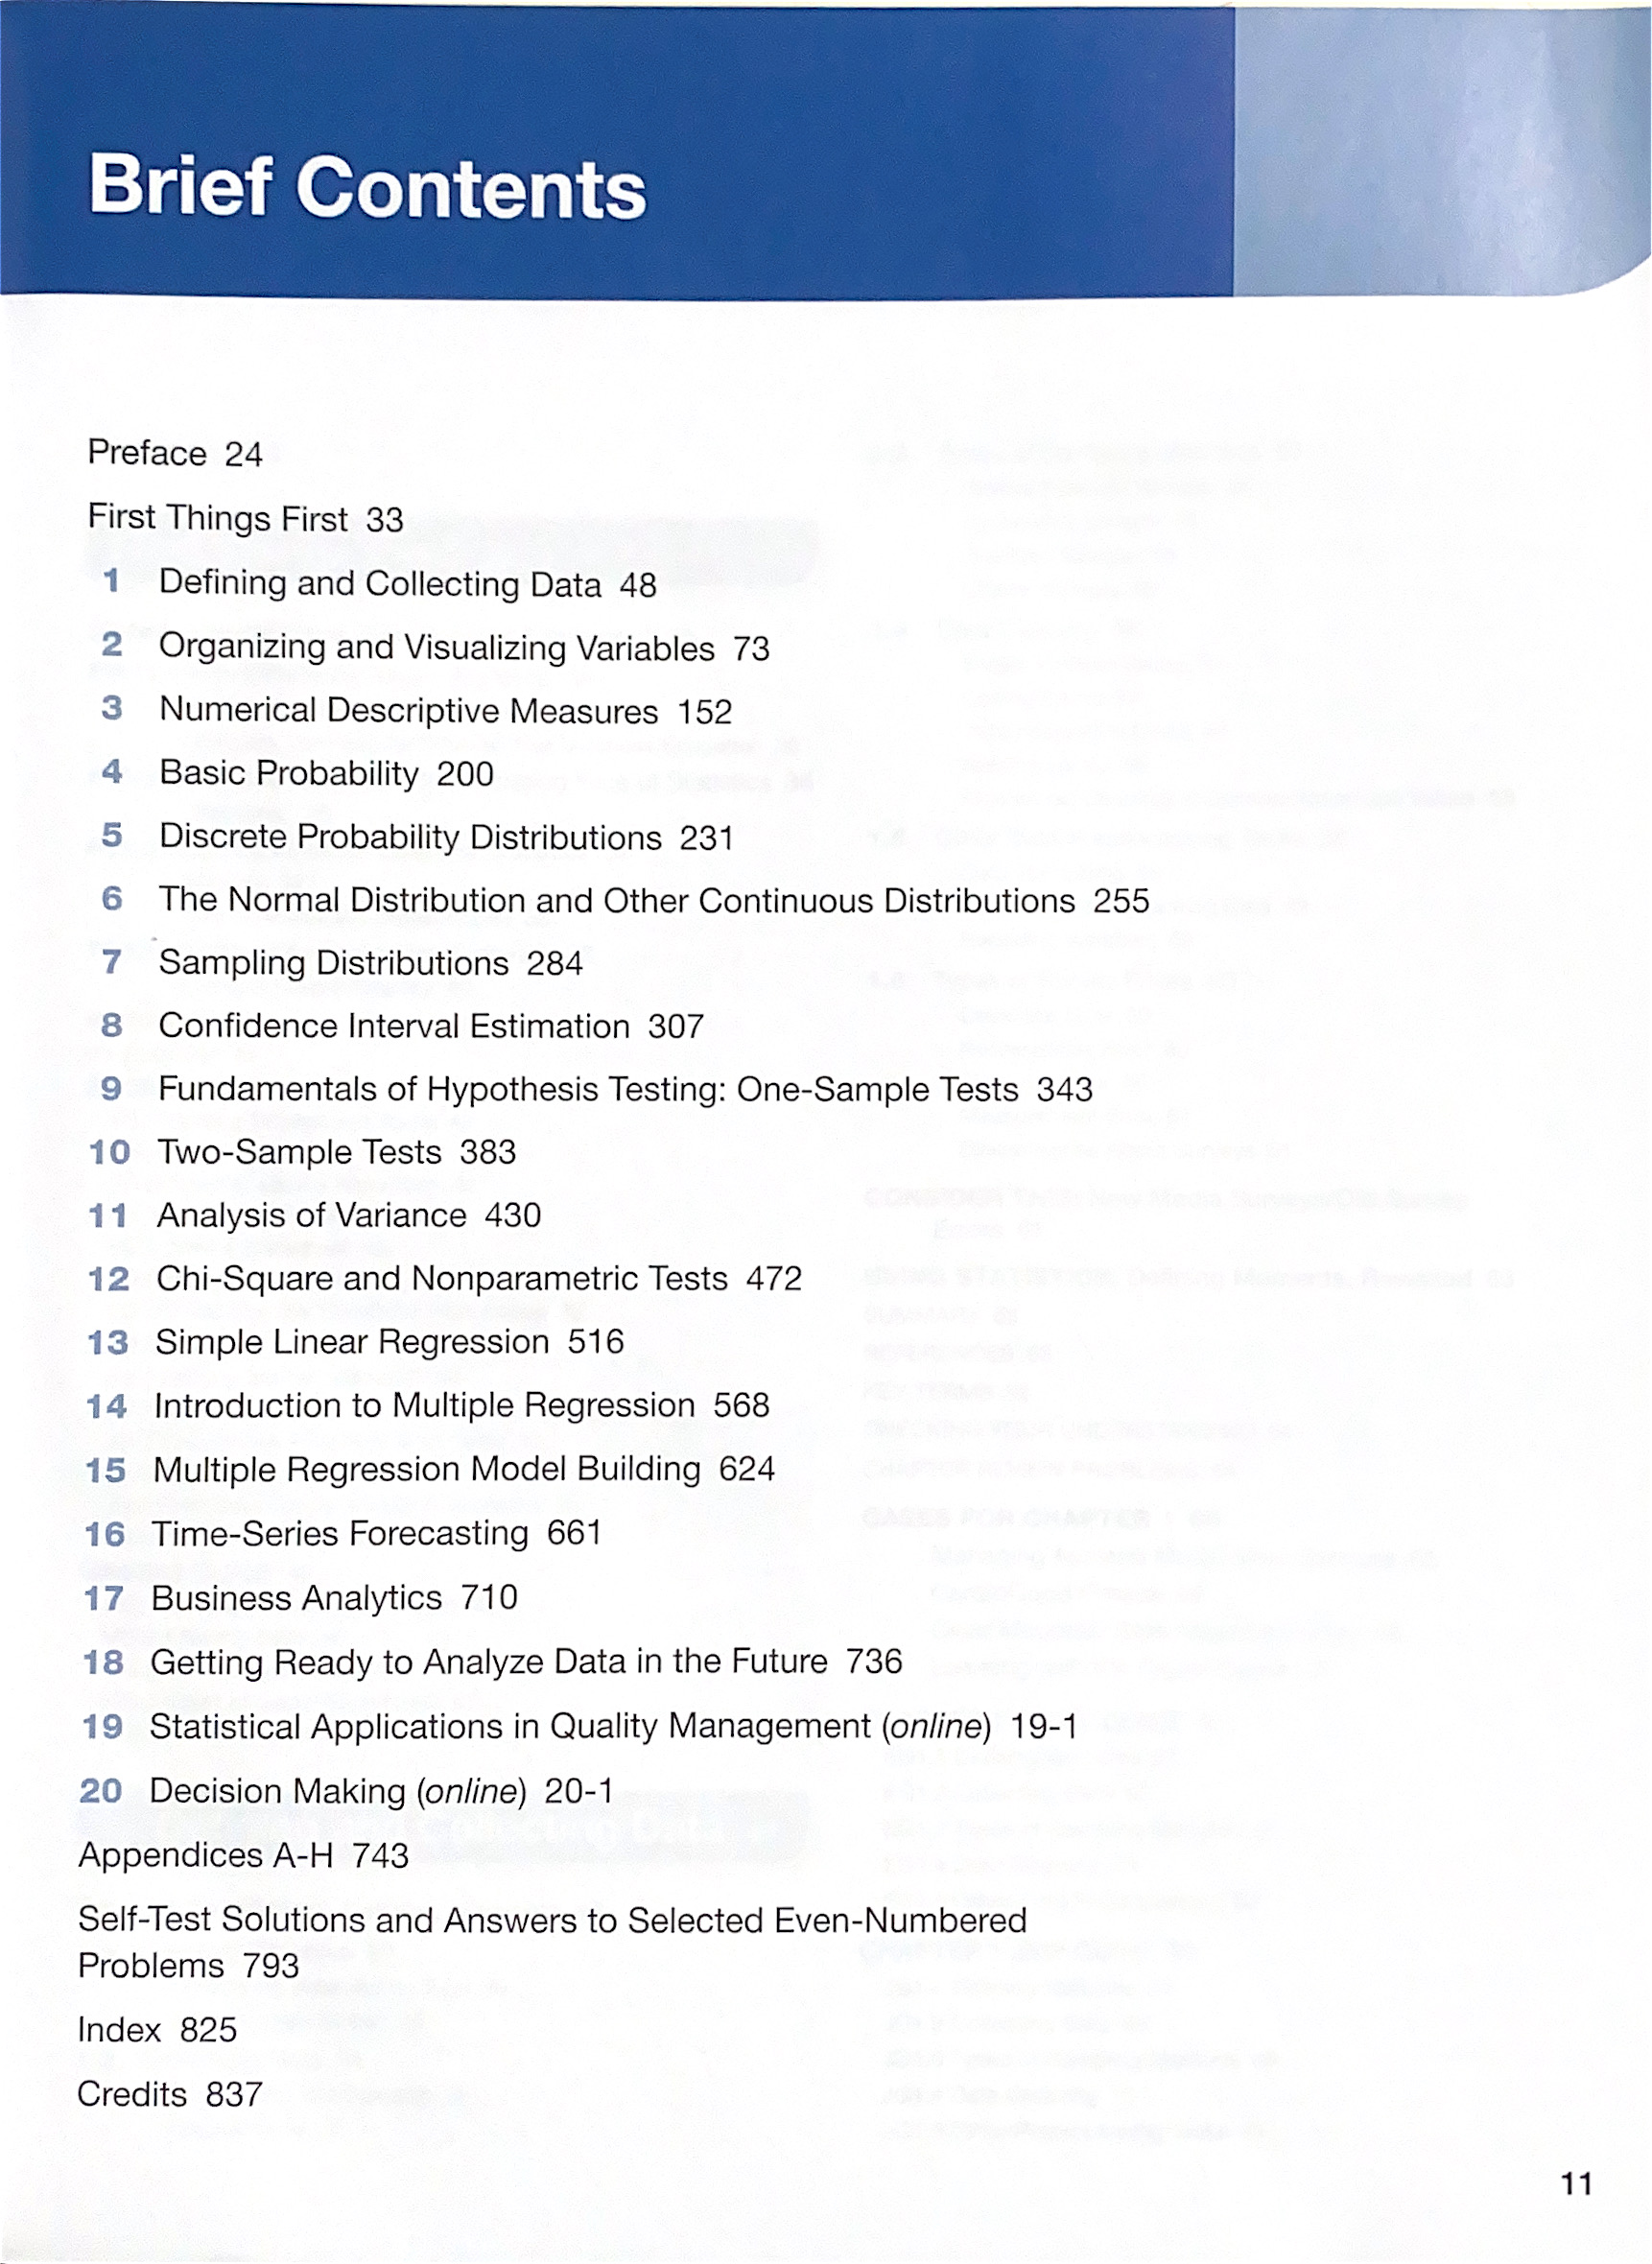 Brief Contents
Preface 24
First Things First 33
1 Defining and Collecting Data 48
2 Organizing and Visualizing Variables 73
3 Numerical Descriptive Measures 152
4 Basic Probability 200
5 Discrete Probability Distributions 231
6 The Normal Distribution and Other Continuous Distributions 255
7 Sampling Distributions 284
8 Confidence Interval Estimation 307
9 Fundamentals of Hypothesis Testing: One-Sample Tests 343
10 Two-Sample Tests 383
11 Analysis of Variance 430
12 Chi-Square and Nonparametric Tests 472
13 Simple Linear Regression 516
14 Introduction to Multiple Regression 568
15 Multiple Regression Model Building 624
16 Time-Series Forecasting 661
17 Business Analytics 710
18 Getting Ready to Analyze Data in the Future 736
19 Statistical Applications in Quality Management (online) 19-1
20 Decision Making (online) 20-1
Appendices A-H 743
Self-Test Solutions and Answers to Selected Even-Numbered
Problems 793
Index 825
Credits 837
11